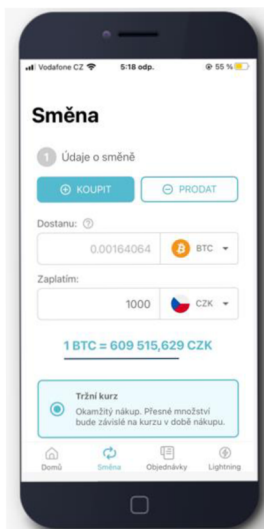 Vodafone CZ 5:18 odp. 55 %
Směna
1 Údaje o směně
KOUPIT PRODAT
Dostanu: ?
0.00164064 BTC
Zaplatím:
1000 CZK
1 BTC = 609 515,629 CZK
Tržní kurz
Okamžitý nákup. Přesné množství
bude závislé na kurzu v době nákupu.
Domů Směna Objednávky Lightning